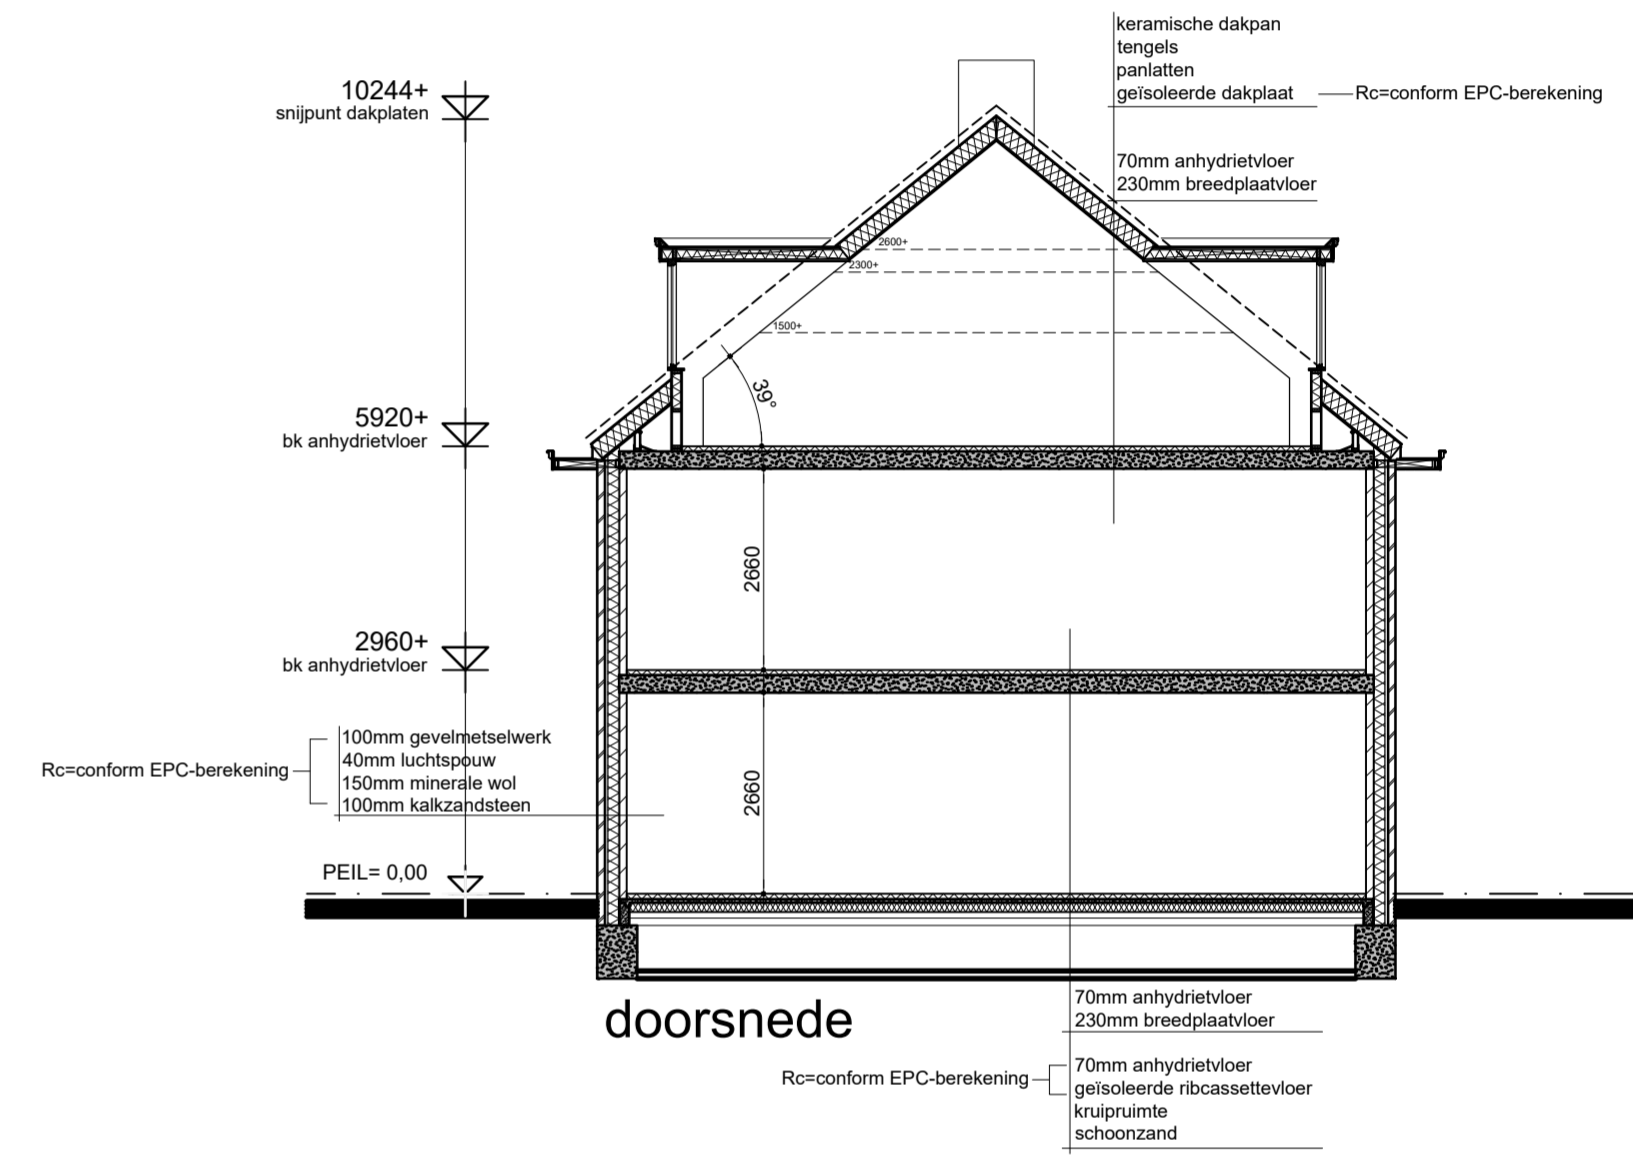 keramische dakpan
tengels
panlatten
geïsoleerde dakplaat
Rc=conform EPC-berekening
70mm anhydrietvloer
230mm breedplaatvloer
10244+
snijpunt dakplaten
2600+
2300+
1500+
39°
5920+
bk anhydrietvloer
2660
2960+
bk anhydrietvloer
100mm gevelmetselwerk
40mm luchtspouw
150mm minerale wol
100mm kalkzandsteen
Rc=conform EPC-berekening
2660
PEIL= 0,00
doorsnede
70mm anhydrietvloer
230mm breedplaatvloer
Rc=conform EPC-berekening
70mm anhydrietvloer
geïsoleerde ribcassettevloer
kruipruimte
schoonzand